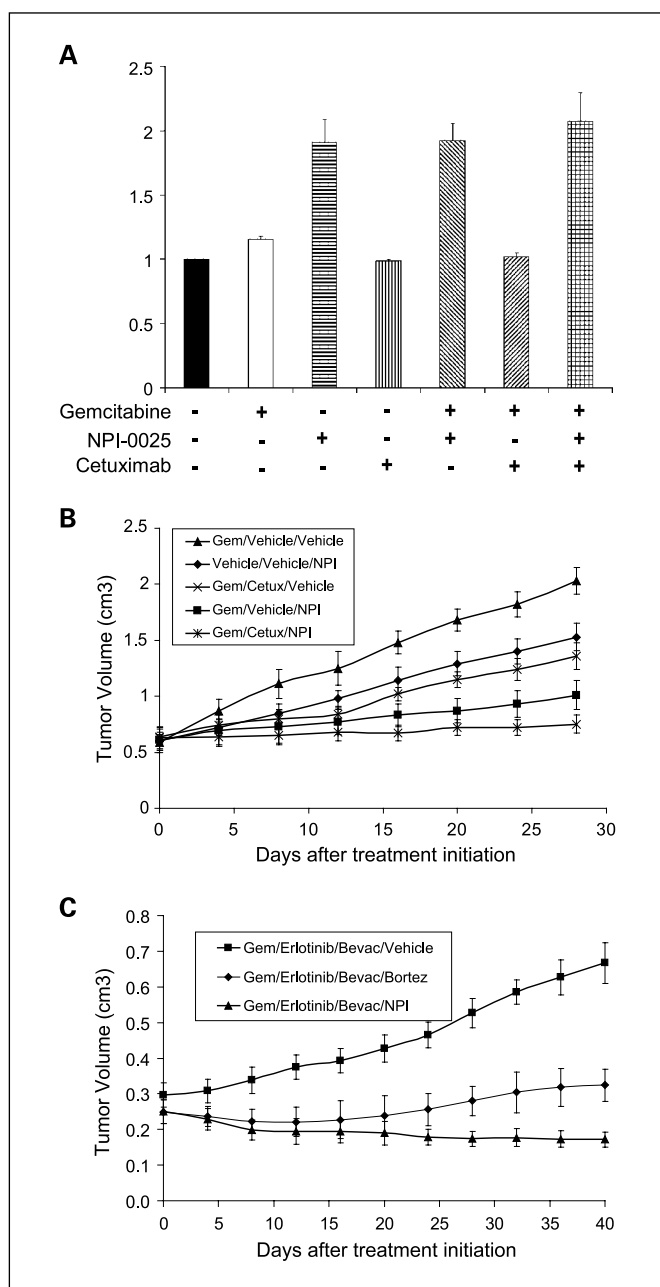 A
2.5
2
1.5
1
0.5
0
Gemcitabine - + - - + + +
NPI-0025 - - + - + - +
Cetuximab - - - + - + +
B
2.5
2
1.5
1
0.5
0
Tumor Volume (cm3)
Gem/Vehicle/Vehicle
Vehicle/Vehicle/NPI
Gem/Cetux/Vehicle
Gem/Vehicle/NPI
Gem/Cetux/NPI
0 5 10 15 20 25 30
Days after treatment initiation
C
0.8
0.7
0.6
0.5
0.4
0.3
0.2
0.1
0.0
Tumor Volume (cm3)
Gem/Erlotinib/Bevac/Vehicle
Gem/Erlotinib/Bevac/Bortez
Gem/Erlotinib/Bevac/NPI
0 5 10 15 20 25 30 35 40
Days after treatment initiation